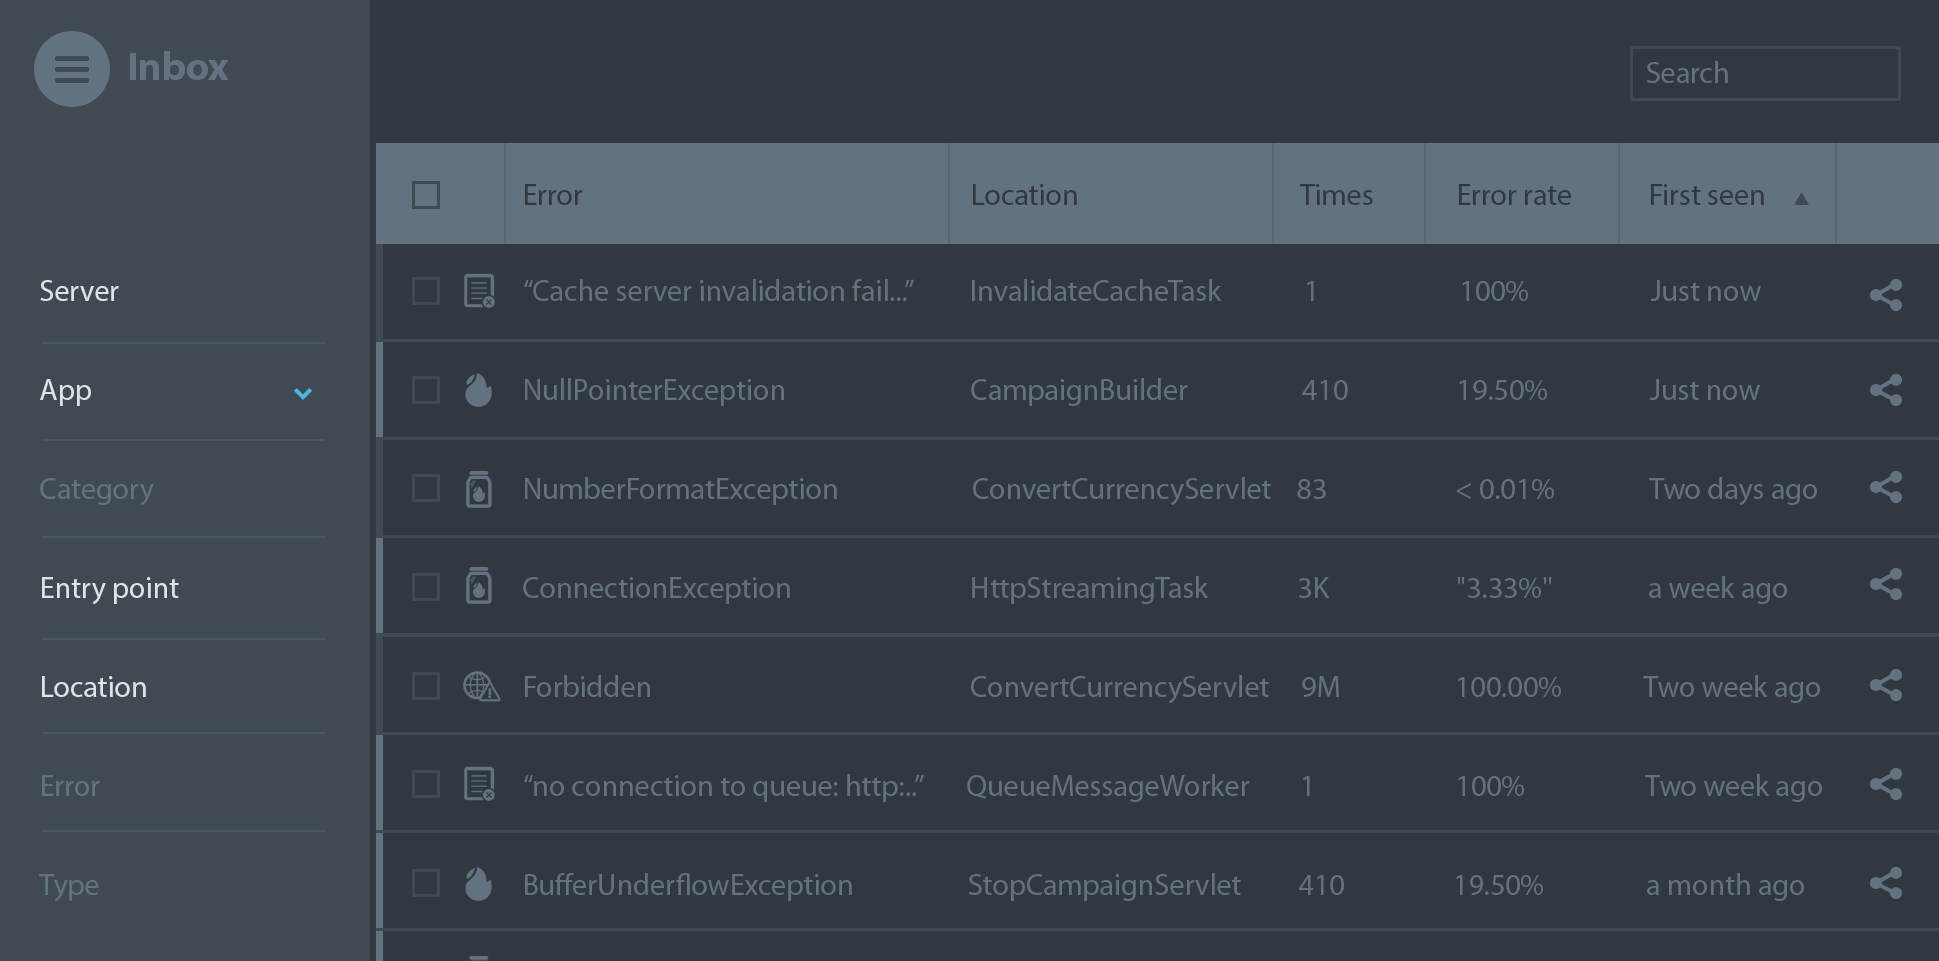 Inbox
Search
Error Location Times Error rate First seen
Server
App
Category
Entry point
Location
Error
Type
“Cache server invalidation fail...” InvalidateCacheTask 1 100% Just now
NullPointerException CampaignBuilder 410 19.50% Just now
NumberFormatException ConvertCurrencyServlet 83 < 0.01% Two days ago
ConnectionException HttpStreamingTask 3K "3.33%" a week ago
Forbidden ConvertCurrencyServlet 9M 100.00% Two week ago
“no connection to queue: http:..” QueueMessageWorker 1 100% Two week ago
BufferUnderflowException StopCampaignServlet 410 19.50% a month ago